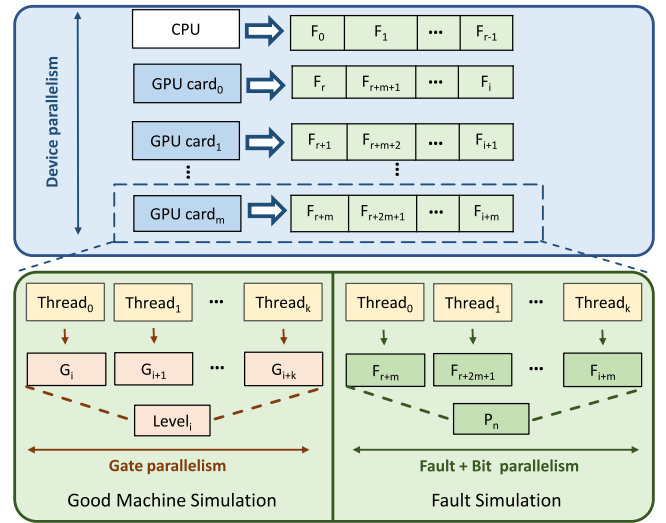 Device parallelism
CPU F₀ F₁ ··· Fᵣ₋₁
GPU card₀ Fᵣ Fᵣ₊ₘ₊₁ ··· Fᵢ
GPU card₁ Fᵣ₊₁ Fᵣ₊ₘ₊₂ ··· Fᵢ₊₁
GPU cardₘ Fᵣ₊ₘ Fᵣ₊₂ₘ₊₁ ··· Fᵢ₊ₘ
Thread₀ Thread₁ ··· Threadₖ
Gᵢ Gᵢ₊₁ ··· Gᵢ₊ₖ
Levelᵢ
Gate parallelism
Good Machine Simulation
Thread₀ Thread₁ ··· Threadₖ
Fᵣ₊ₘ Fᵣ₊₂ₘ₊₁ ··· Fᵢ₊ₘ
Pₙ
Fault + Bit parallelism
Fault Simulation